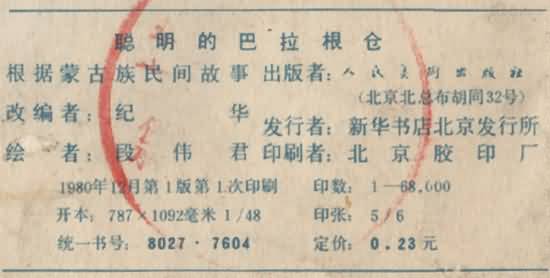 聪明的巴拉根仓
根据蒙古族民间故事 出版者：人民美术出版社
（北京北总布胡同32号）
改编者：纪 华 发行者：新华书店北京发行所
绘 者：段 伟 君 印刷者：北京胶印厂
1980年12月第1版第1次印刷 印数：1—68,000
开本：787×1092毫米 1/48 印张：5/6
统一书号：8027·7604 定价：0.23元